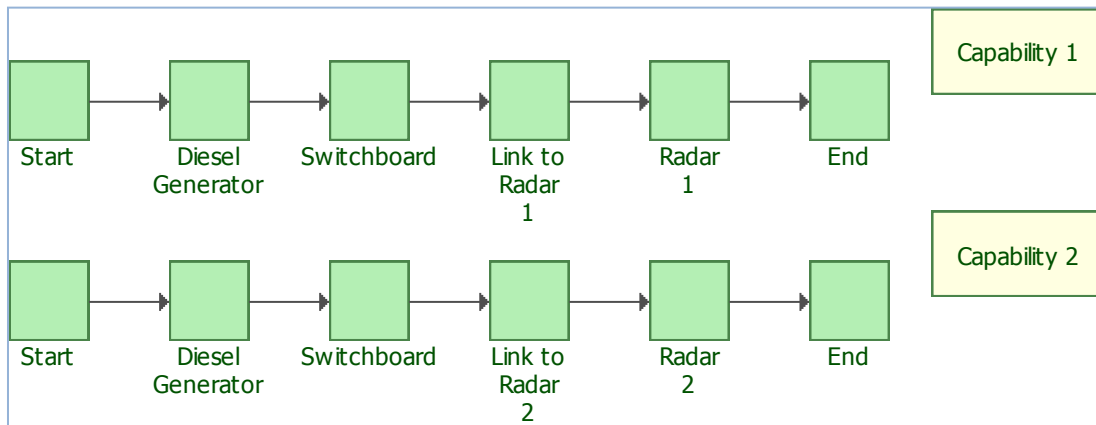 Capability 1
Start
Diesel
Generator
Switchboard
Link to
Radar
1
Radar
1
End
Capability 2
Start
Diesel
Generator
Switchboard
Link to
Radar
2
Radar
2
End